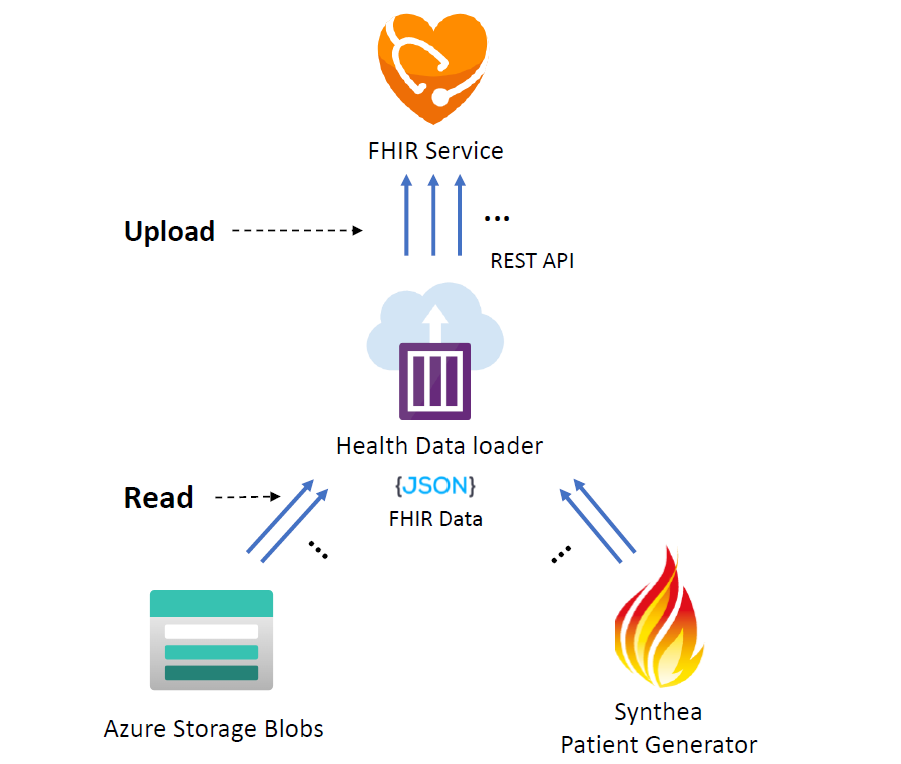 FHIR Service
Upload
...
REST API
Health Data loader
Read
{JSON}
FHIR Data
...
...
Azure Storage Blobs
Synthea
Patient Generator